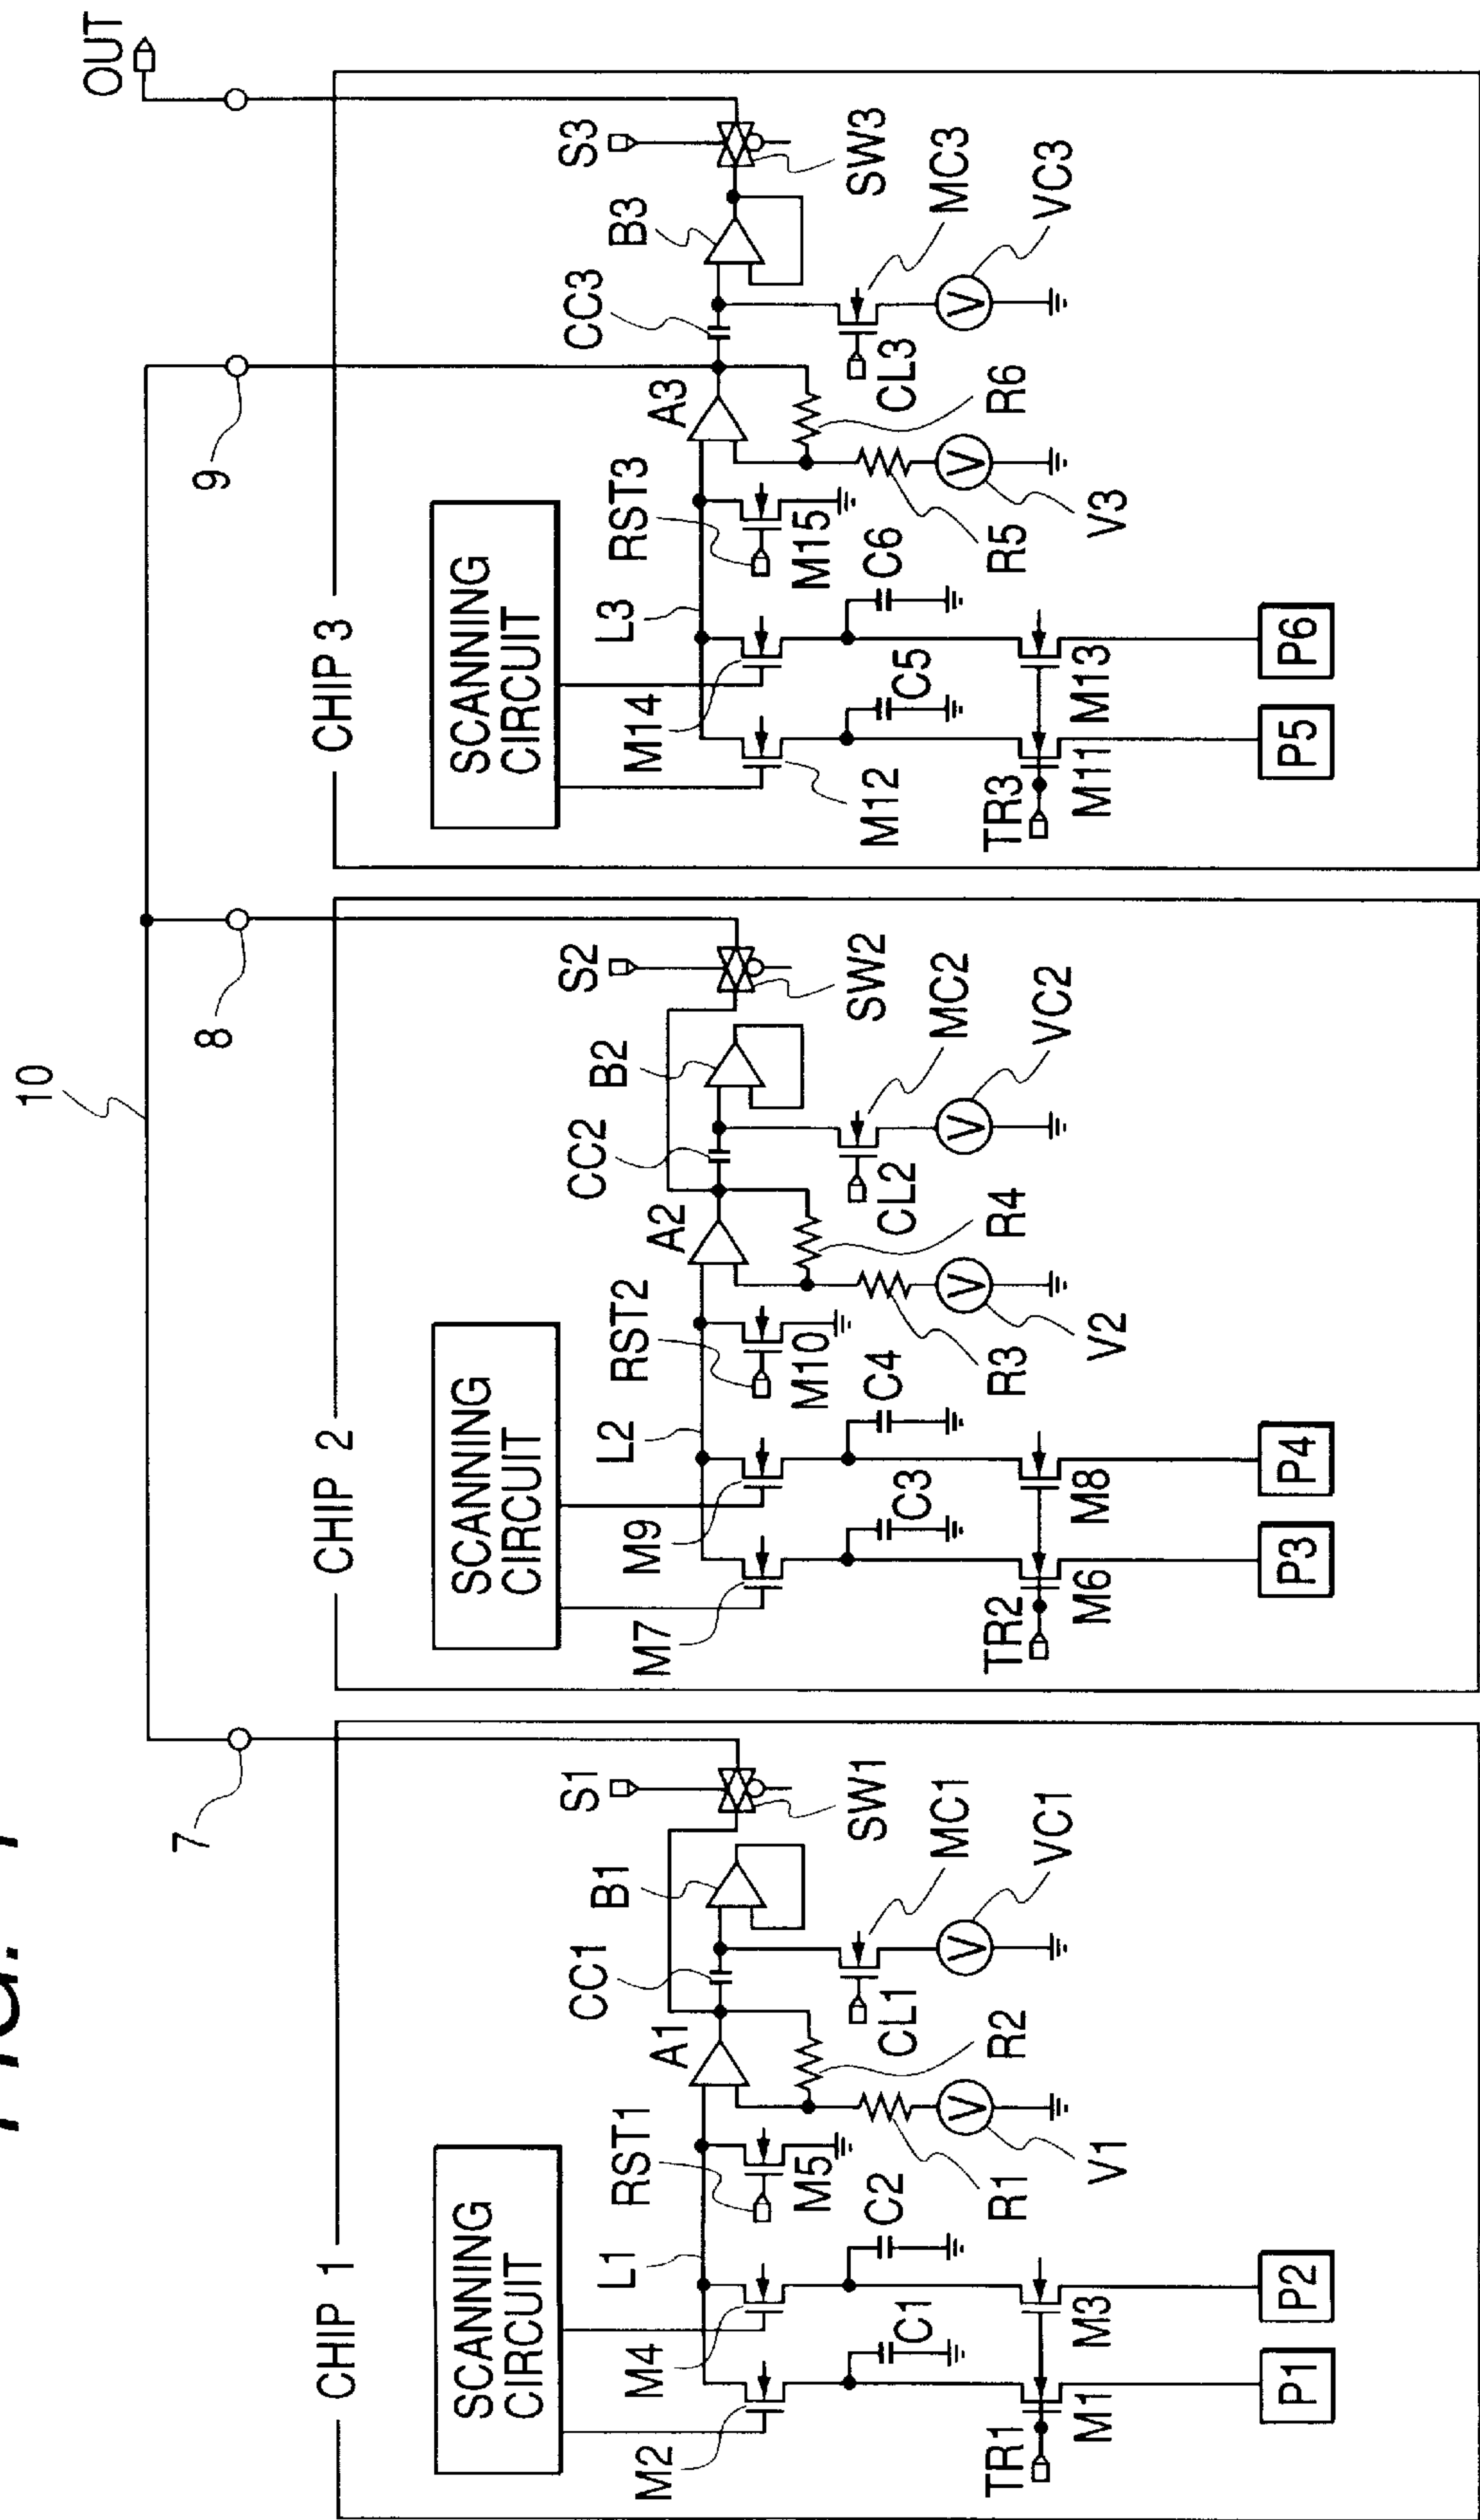 10
OUT
7
8
9
CHIP 1
SCANNING
CIRCUIT
S1
CC1
B1
L1
RST1
A1
M4
M2
SW1
M5
CL1
MC1
C1
C2
R1
R2
VC1
TR1
M1
M3
V1
P1
P2
CHIP 2
SCANNING
CIRCUIT
S2
CC2
B2
L2
RST2
A2
M9
M7
SW2
M10
CL2
MC2
C3
C4
R3
R4
VC2
TR2
M6
M8
V2
P3
P4
CHIP 3
SCANNING
CIRCUIT
S3
CC3
B3
L3
RST3
A3
M14
M12
SW3
M15
CL3
MC3
C5
C6
R5
R6
VC3
TR3
M11
M13
V3
P5
P6
V
V
V
V
V
V